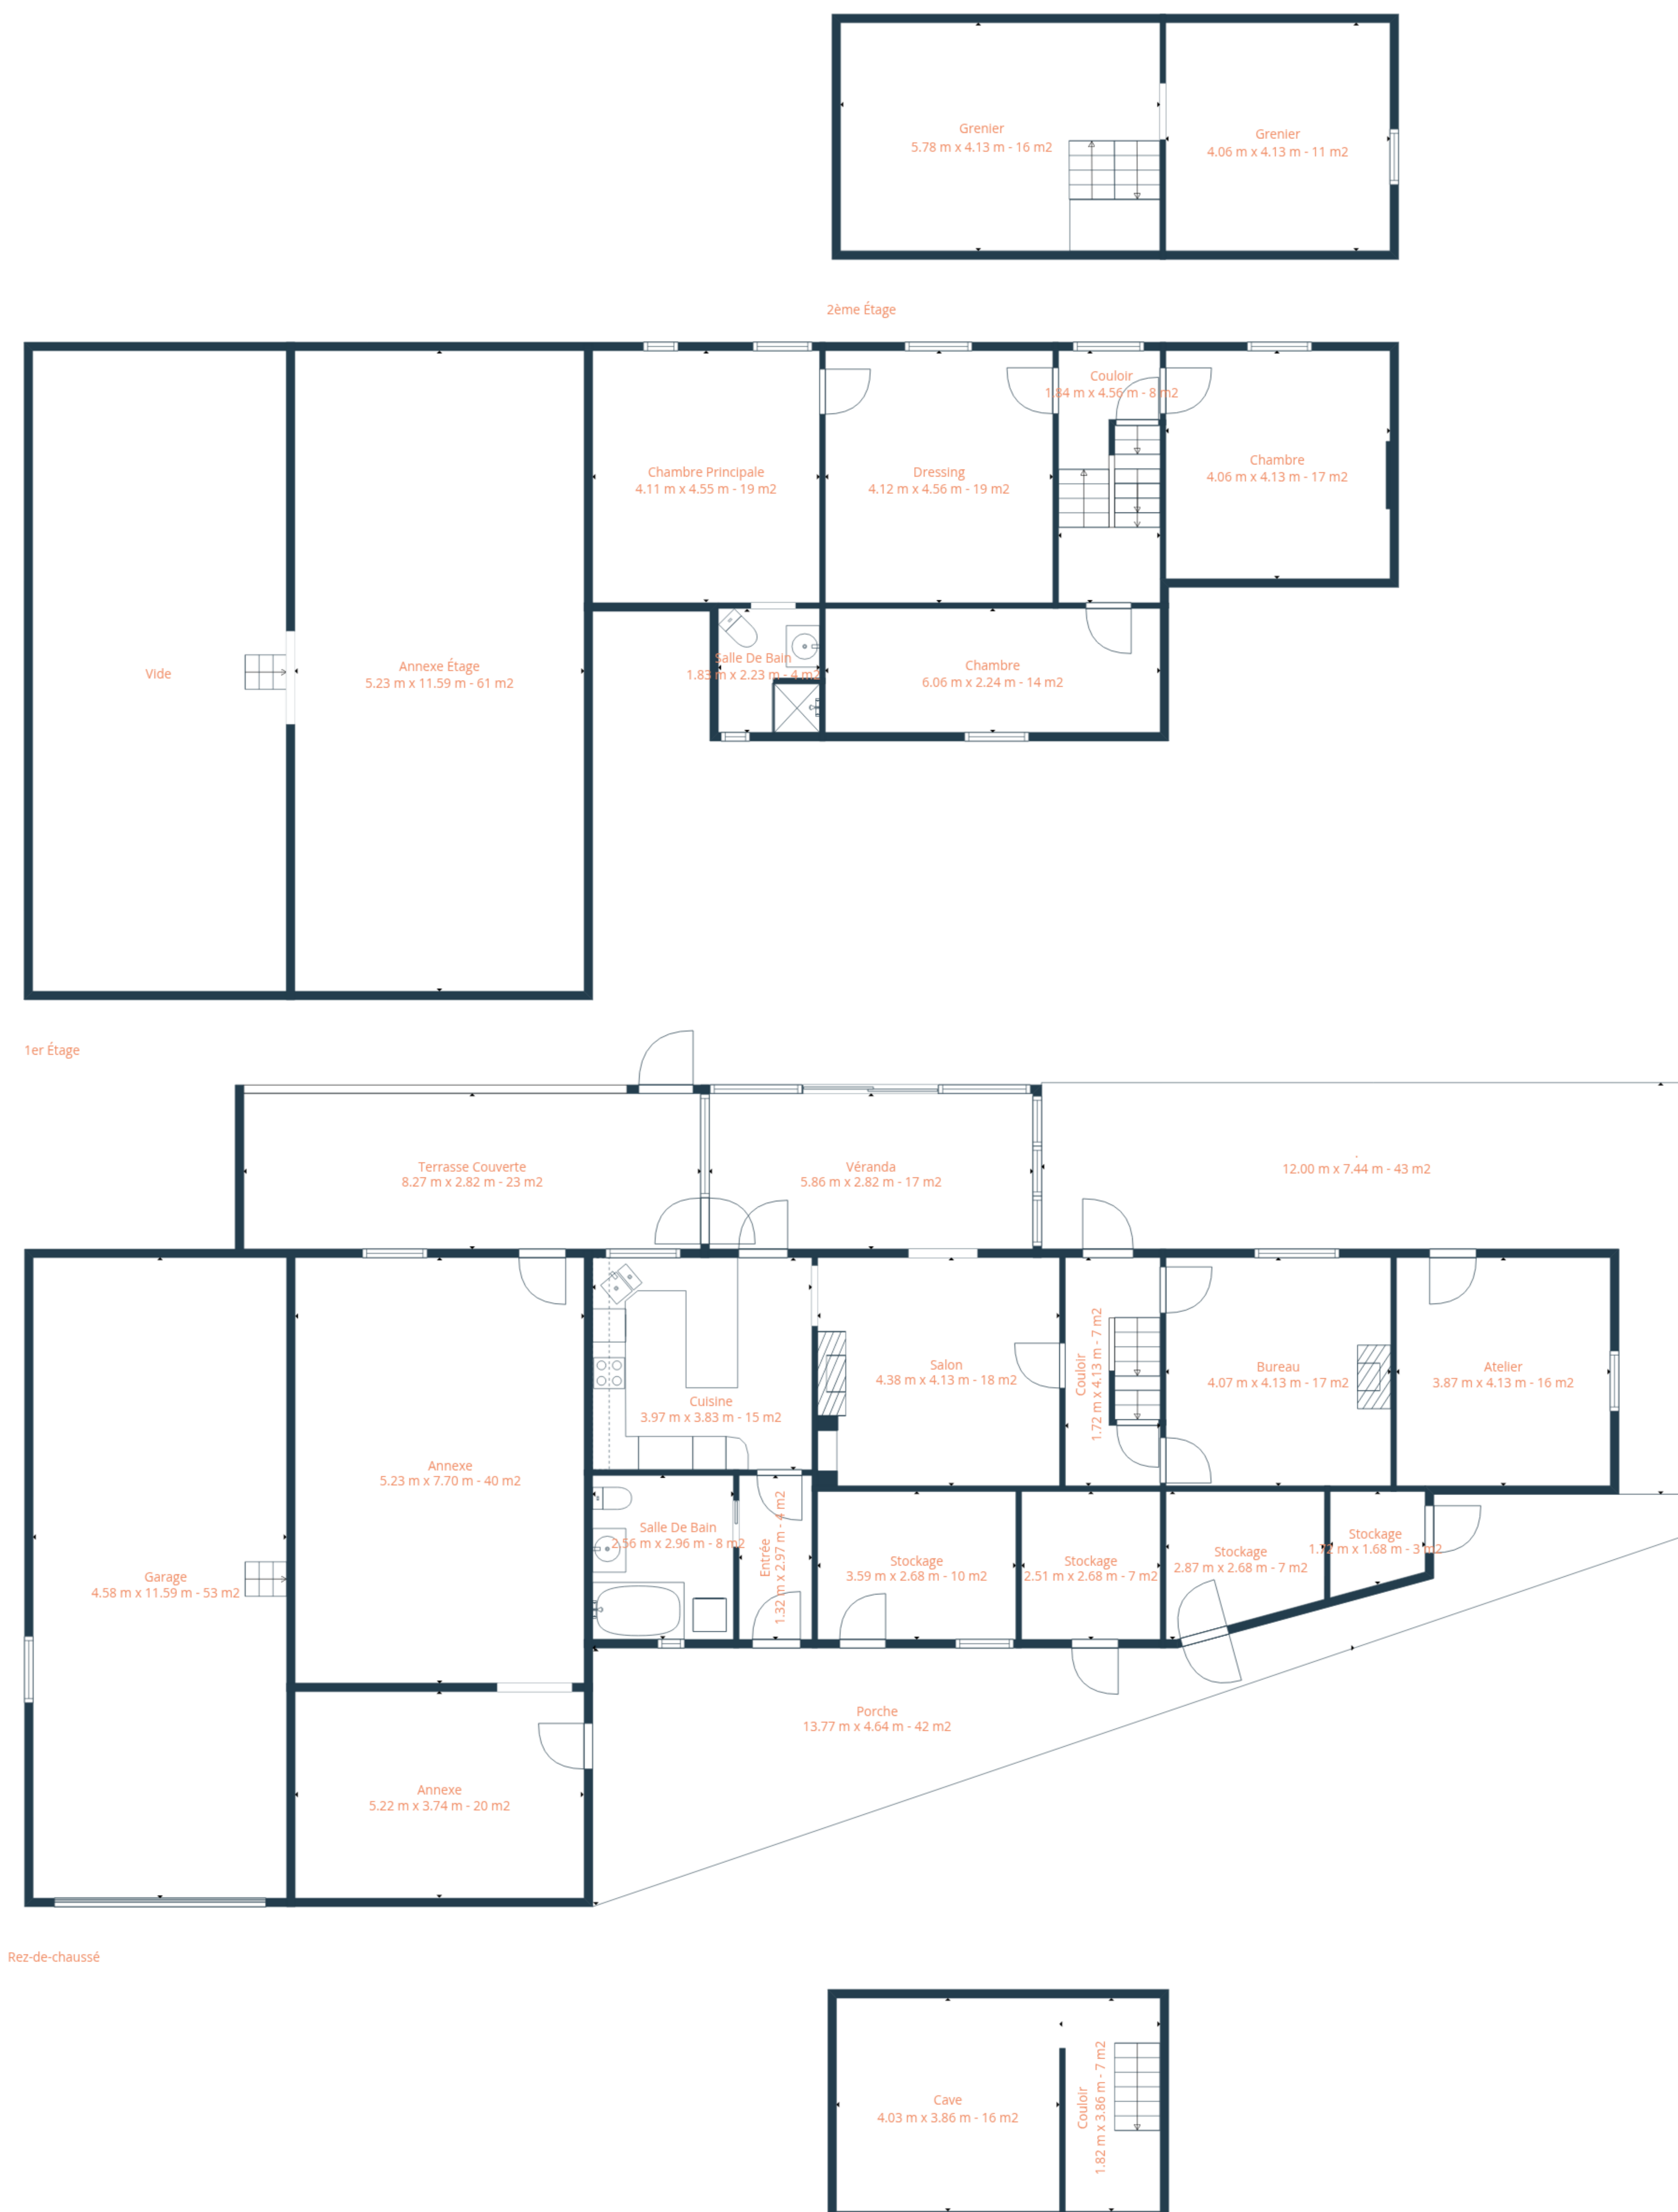 Grenier
5.78 m x 4.13 m - 16 m2
Grenier
4.06 m x 4.13 m - 11 m2
2ème Étage
Couloir
1.84 m x 4.56 m - 8 m2
Chambre Principale
4.11 m x 4.55 m - 19 m2
Dressing
4.12 m x 4.56 m - 19 m2
Chambre
4.06 m x 4.13 m - 17 m2
Vide
Annexe Étage
5.23 m x 11.59 m - 61 m2
Salle De Bain
1.83 m x 2.23 m - 4 m2
Chambre
6.06 m x 2.24 m - 14 m2
1er Étage
Terrasse Couverte
8.27 m x 2.82 m - 23 m2
Véranda
5.86 m x 2.82 m - 17 m2
.
12.00 m x 7.44 m - 43 m2
Cuisine
3.97 m x 3.83 m - 15 m2
Salon
4.38 m x 4.13 m - 18 m2
Couloir
1.72 m x 4.13 m - 7 m2
Bureau
4.07 m x 4.13 m - 17 m2
Atelier
3.87 m x 4.13 m - 16 m2
Annexe
5.23 m x 7.70 m - 40 m2
Salle De Bain
2.56 m x 2.96 m - 8 m2
Entrée
1.32 m x 2.97 m - 4 m2
Stockage
3.59 m x 2.68 m - 10 m2
Stockage
2.51 m x 2.68 m - 7 m2
Stockage
2.87 m x 2.68 m - 7 m2
Stockage
1.72 m x 1.68 m - 3 m2
Garage
4.58 m x 11.59 m - 53 m2
Porche
13.77 m x 4.64 m - 42 m2
Annexe
5.22 m x 3.74 m - 20 m2
Rez-de-chaussé
Cave
4.03 m x 3.86 m - 16 m2
Couloir
1.82 m x 3.86 m - 7 m2